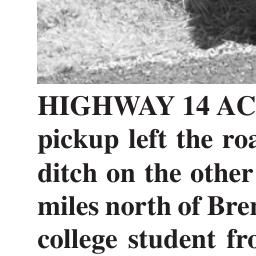 HIGHWAY 14 AC
pickup left the roa
ditch on the other
miles north of Bre
college student fro